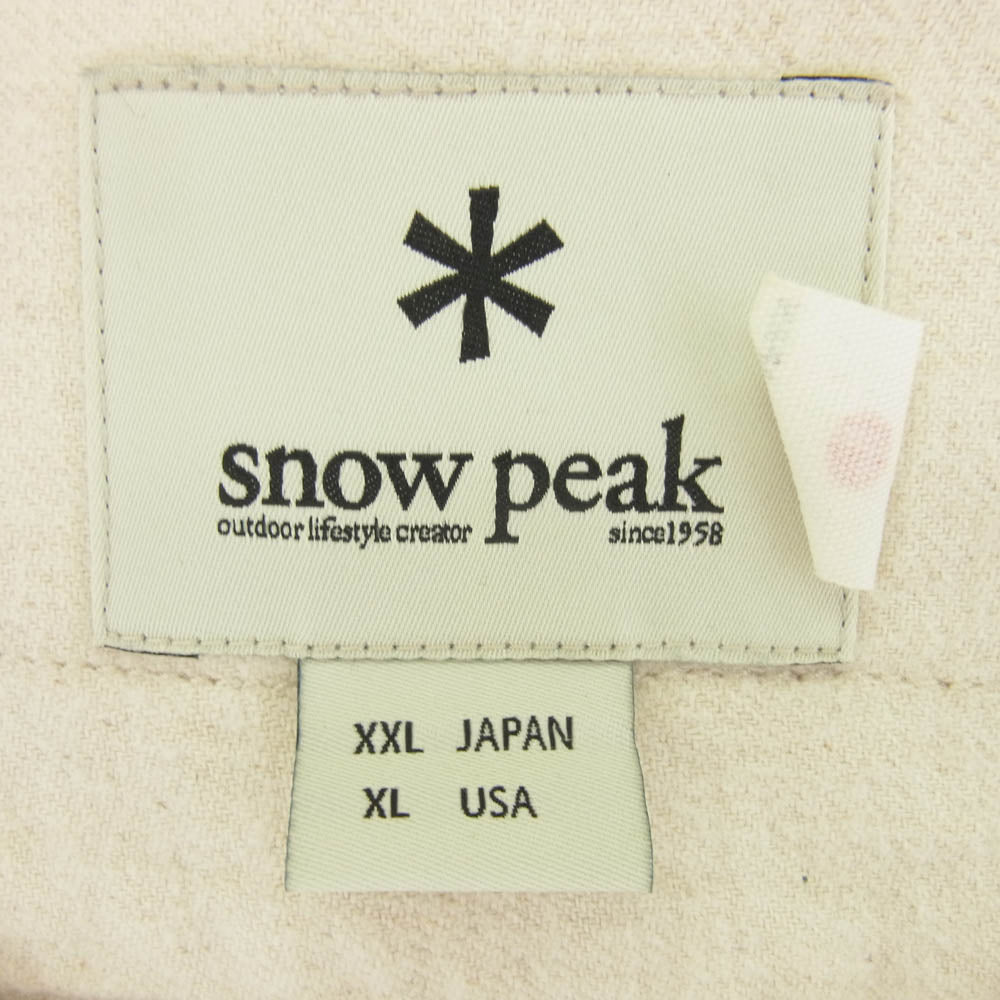 snow peak
outdoor lifestyle creator since1958
XXL JAPAN
XL USA